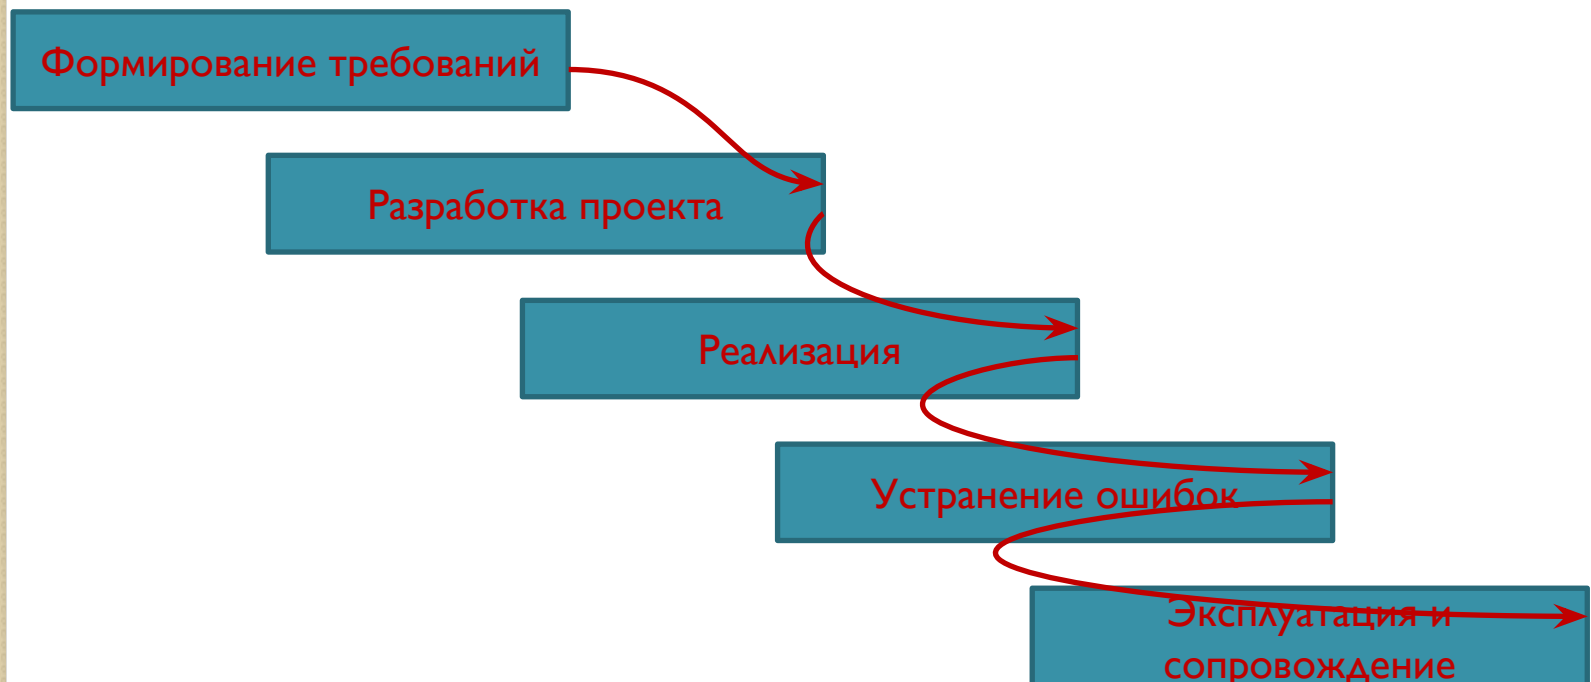 Формирование требований
Разработка проекта
Реализация
Устранение ошибок
Эксплуатация и
сопровождение